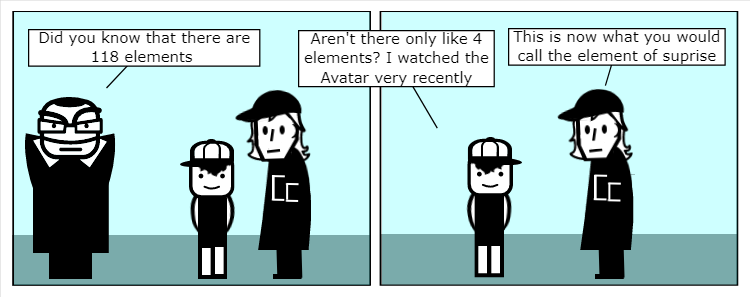 Did you know that there are
118 elements
Aren't there only like 4
elements? I watched the
Avatar very recently
This is now what you would
call the element of suprise
CC
CC